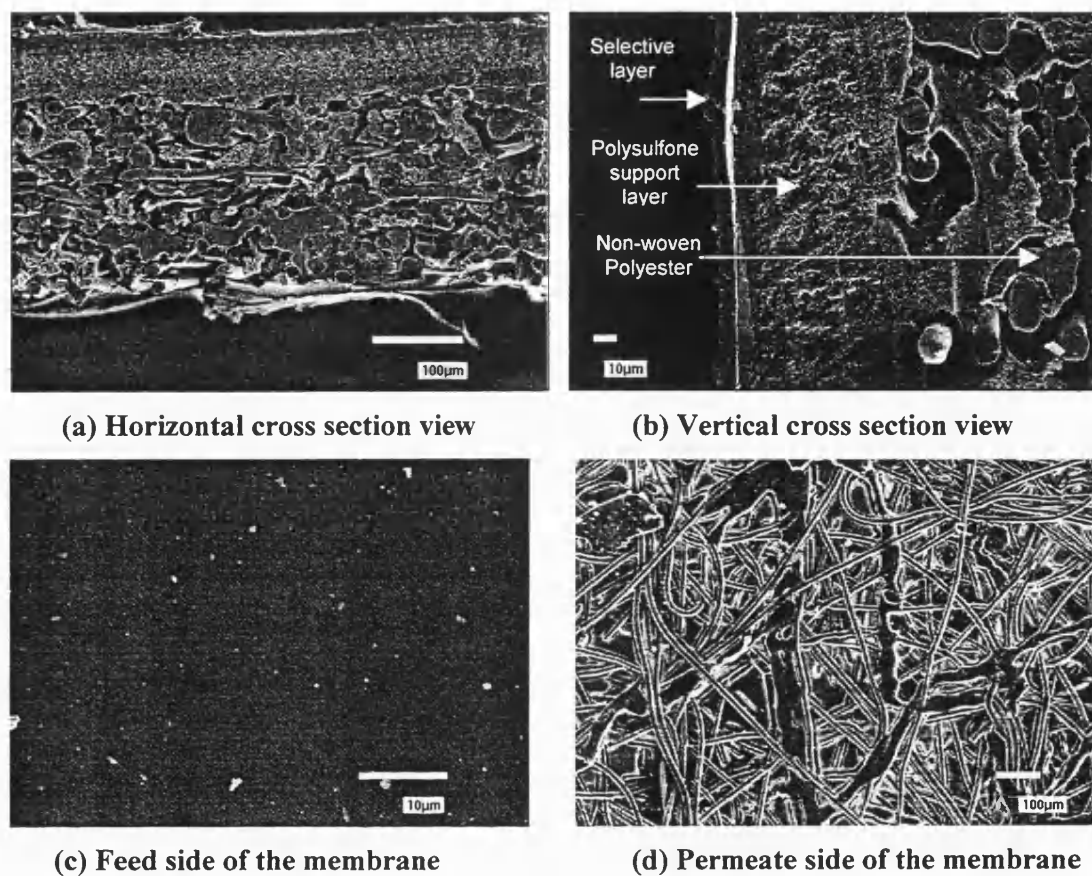 Selective
layer
Polysulfone
support
layer
Non-woven
Polyester
100µm
10µm
(a) Horizontal cross section view
(b) Vertical cross section view
10µm
100µm
(c) Feed side of the membrane
(d) Permeate side of the membrane